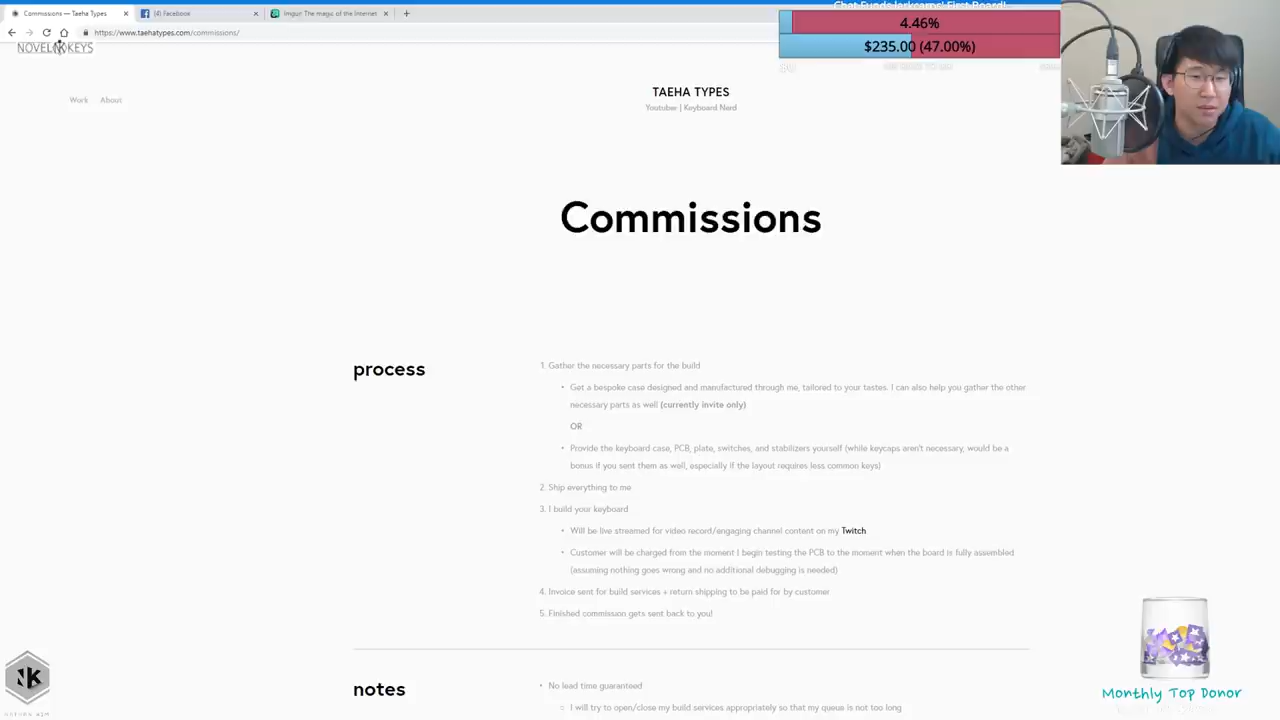 Commissions — Taeha Types
(4) Facebook
Imgur: The magic of the Internet
https://www.taehatypes.com/commissions/
4.46%
$235.00 (47.00%)
NOVELKEYS
Work About
TAEHA TYPES
Youtuber | Keyboard Nerd
Commissions
process
1. Gather the necessary parts for the build
• Get a bespoke case designed and manufactured through me, tailored to your tastes. I can also help you gather the other
necessary parts as well (currently invite only)
OR
• Provide the keyboard case, PCB, plate, switches, and stabilizers yourself (while keycaps aren't necessary, would be a
bonus if you sent them as well, especially if the layout requires less common keys)
2. Ship everything to me
3. I build your keyboard
• Will be live streamed for video record/engaging channel content on my Twitch
• Customer will be charged from the moment I begin testing the PCB to the moment when the board is fully assembled
(assuming nothing goes wrong and no additional debugging is needed)
4. Invoice sent for build services + return shipping to be paid for by customer
5. Finished commission gets sent back to you!
notes
• No lead time guaranteed
○ I will try to open/close my build services appropriately so that my queue is not too long
NK
Monthly Top Donor